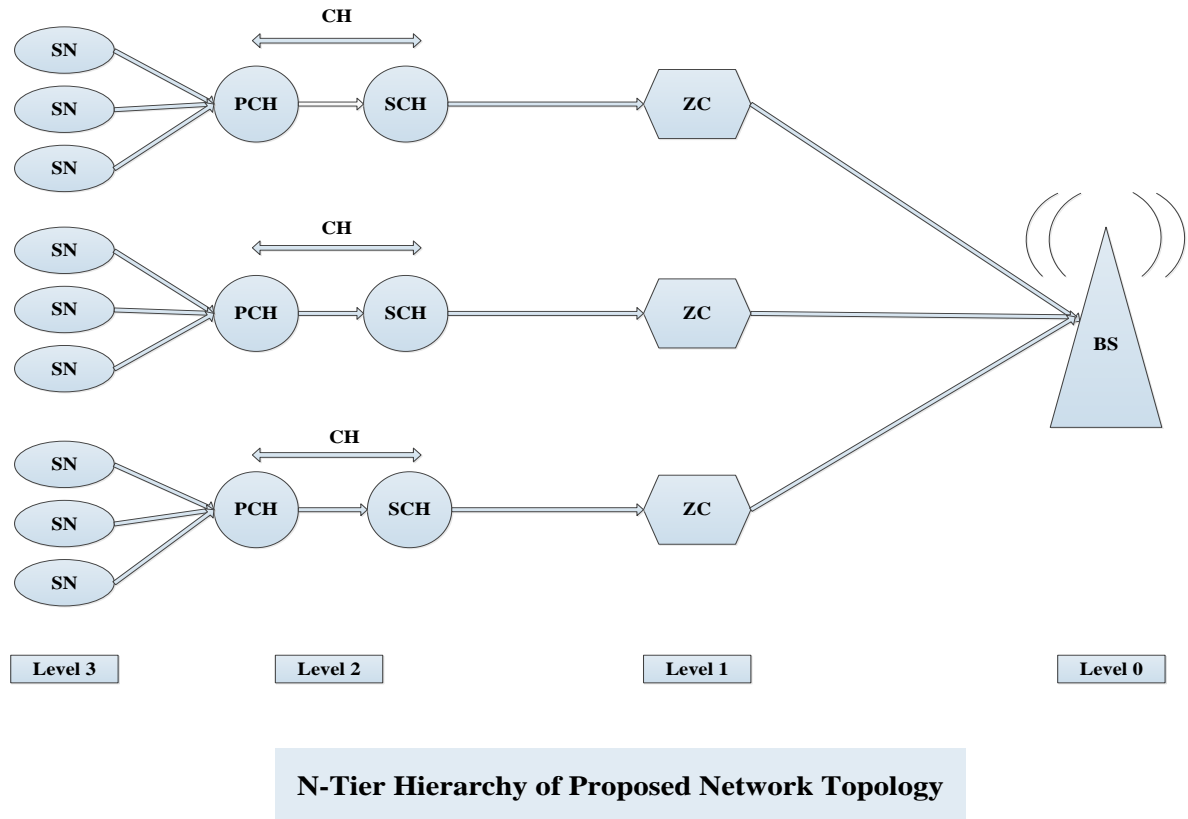 CH
SN
SN
SN
PCH
SCH
ZC
CH
SN
SN
SN
PCH
SCH
ZC
BS
CH
SN
SN
SN
PCH
SCH
ZC
Level 3
Level 2
Level 1
Level 0
N-Tier Hierarchy of Proposed Network Topology